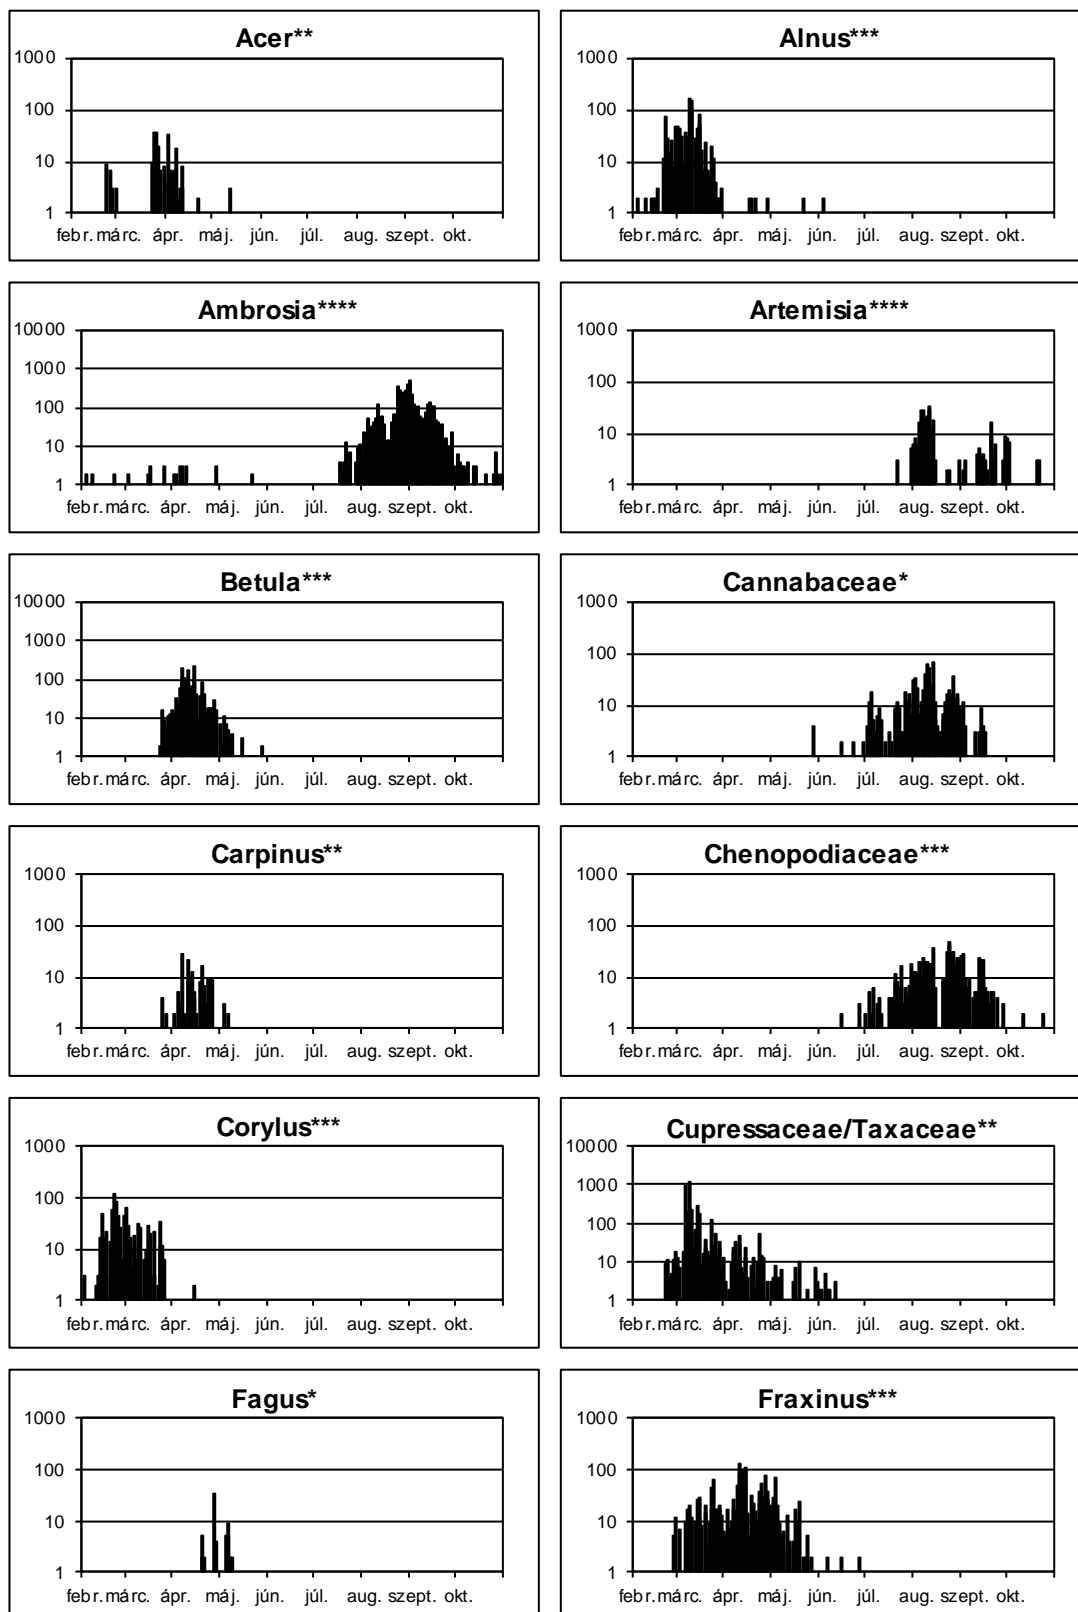 Acer**
1000
100
10
1
febr. márc. ápr. máj. jún. júl. aug. szept. okt.
Alnus***
1000
100
10
1
febr. márc. ápr. máj. jún. júl. aug. szept. okt.
Ambrosia****
10000
1000
100
10
1
febr. márc. ápr. máj. jún. júl. aug. szept. okt.
Artemisia****
1000
100
10
1
febr. márc. ápr. máj. jún. júl. aug. szept. okt.
Betula***
10000
1000
100
10
1
febr. márc. ápr. máj. jún. júl. aug. szept. okt.
Cannabaceae*
1000
100
10
1
febr. márc. ápr. máj. jún. júl. aug. szept. okt.
Carpinus**
1000
100
10
1
febr. márc. ápr. máj. jún. júl. aug. szept. okt.
Chenopodiaceae***
1000
100
10
1
febr. márc. ápr. máj. jún. júl. aug. szept. okt.
Corylus***
1000
100
10
1
febr. márc. ápr. máj. jún. júl. aug. szept. okt.
Cupressaceae/Taxaceae**
10000
1000
100
10
1
febr. márc. ápr. máj. jún. júl. aug. szept. okt.
Fagus*
1000
100
10
1
febr. márc. ápr. máj. jún. júl. aug. szept. okt.
Fraxinus***
1000
100
10
1
febr. márc. ápr. máj. jún. júl. aug. szept. okt.